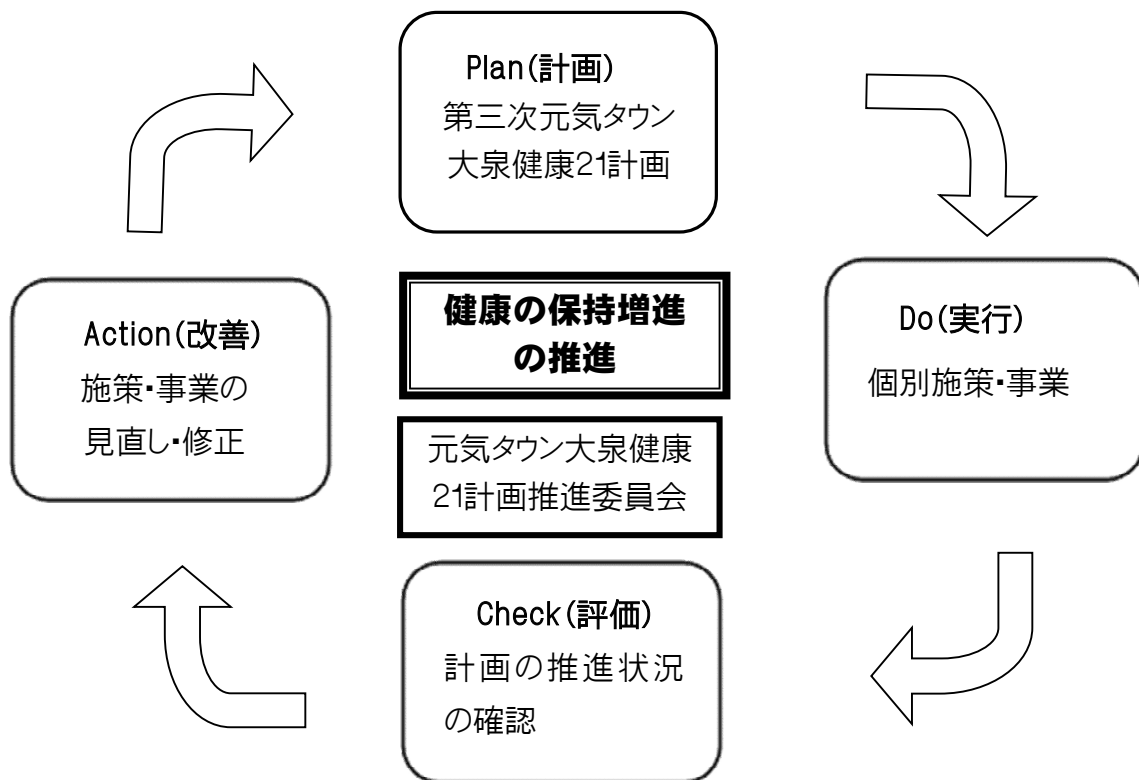 Plan(計画)
第三次元気タウン
大泉健康21計画
Do(実行)
個別施策・事業
Check(評価)
計画の推進状況
の確認
Action(改善)
施策・事業の
見直し・修正
健康の保持増進
の推進
元気タウン大泉健康
21計画推進委員会